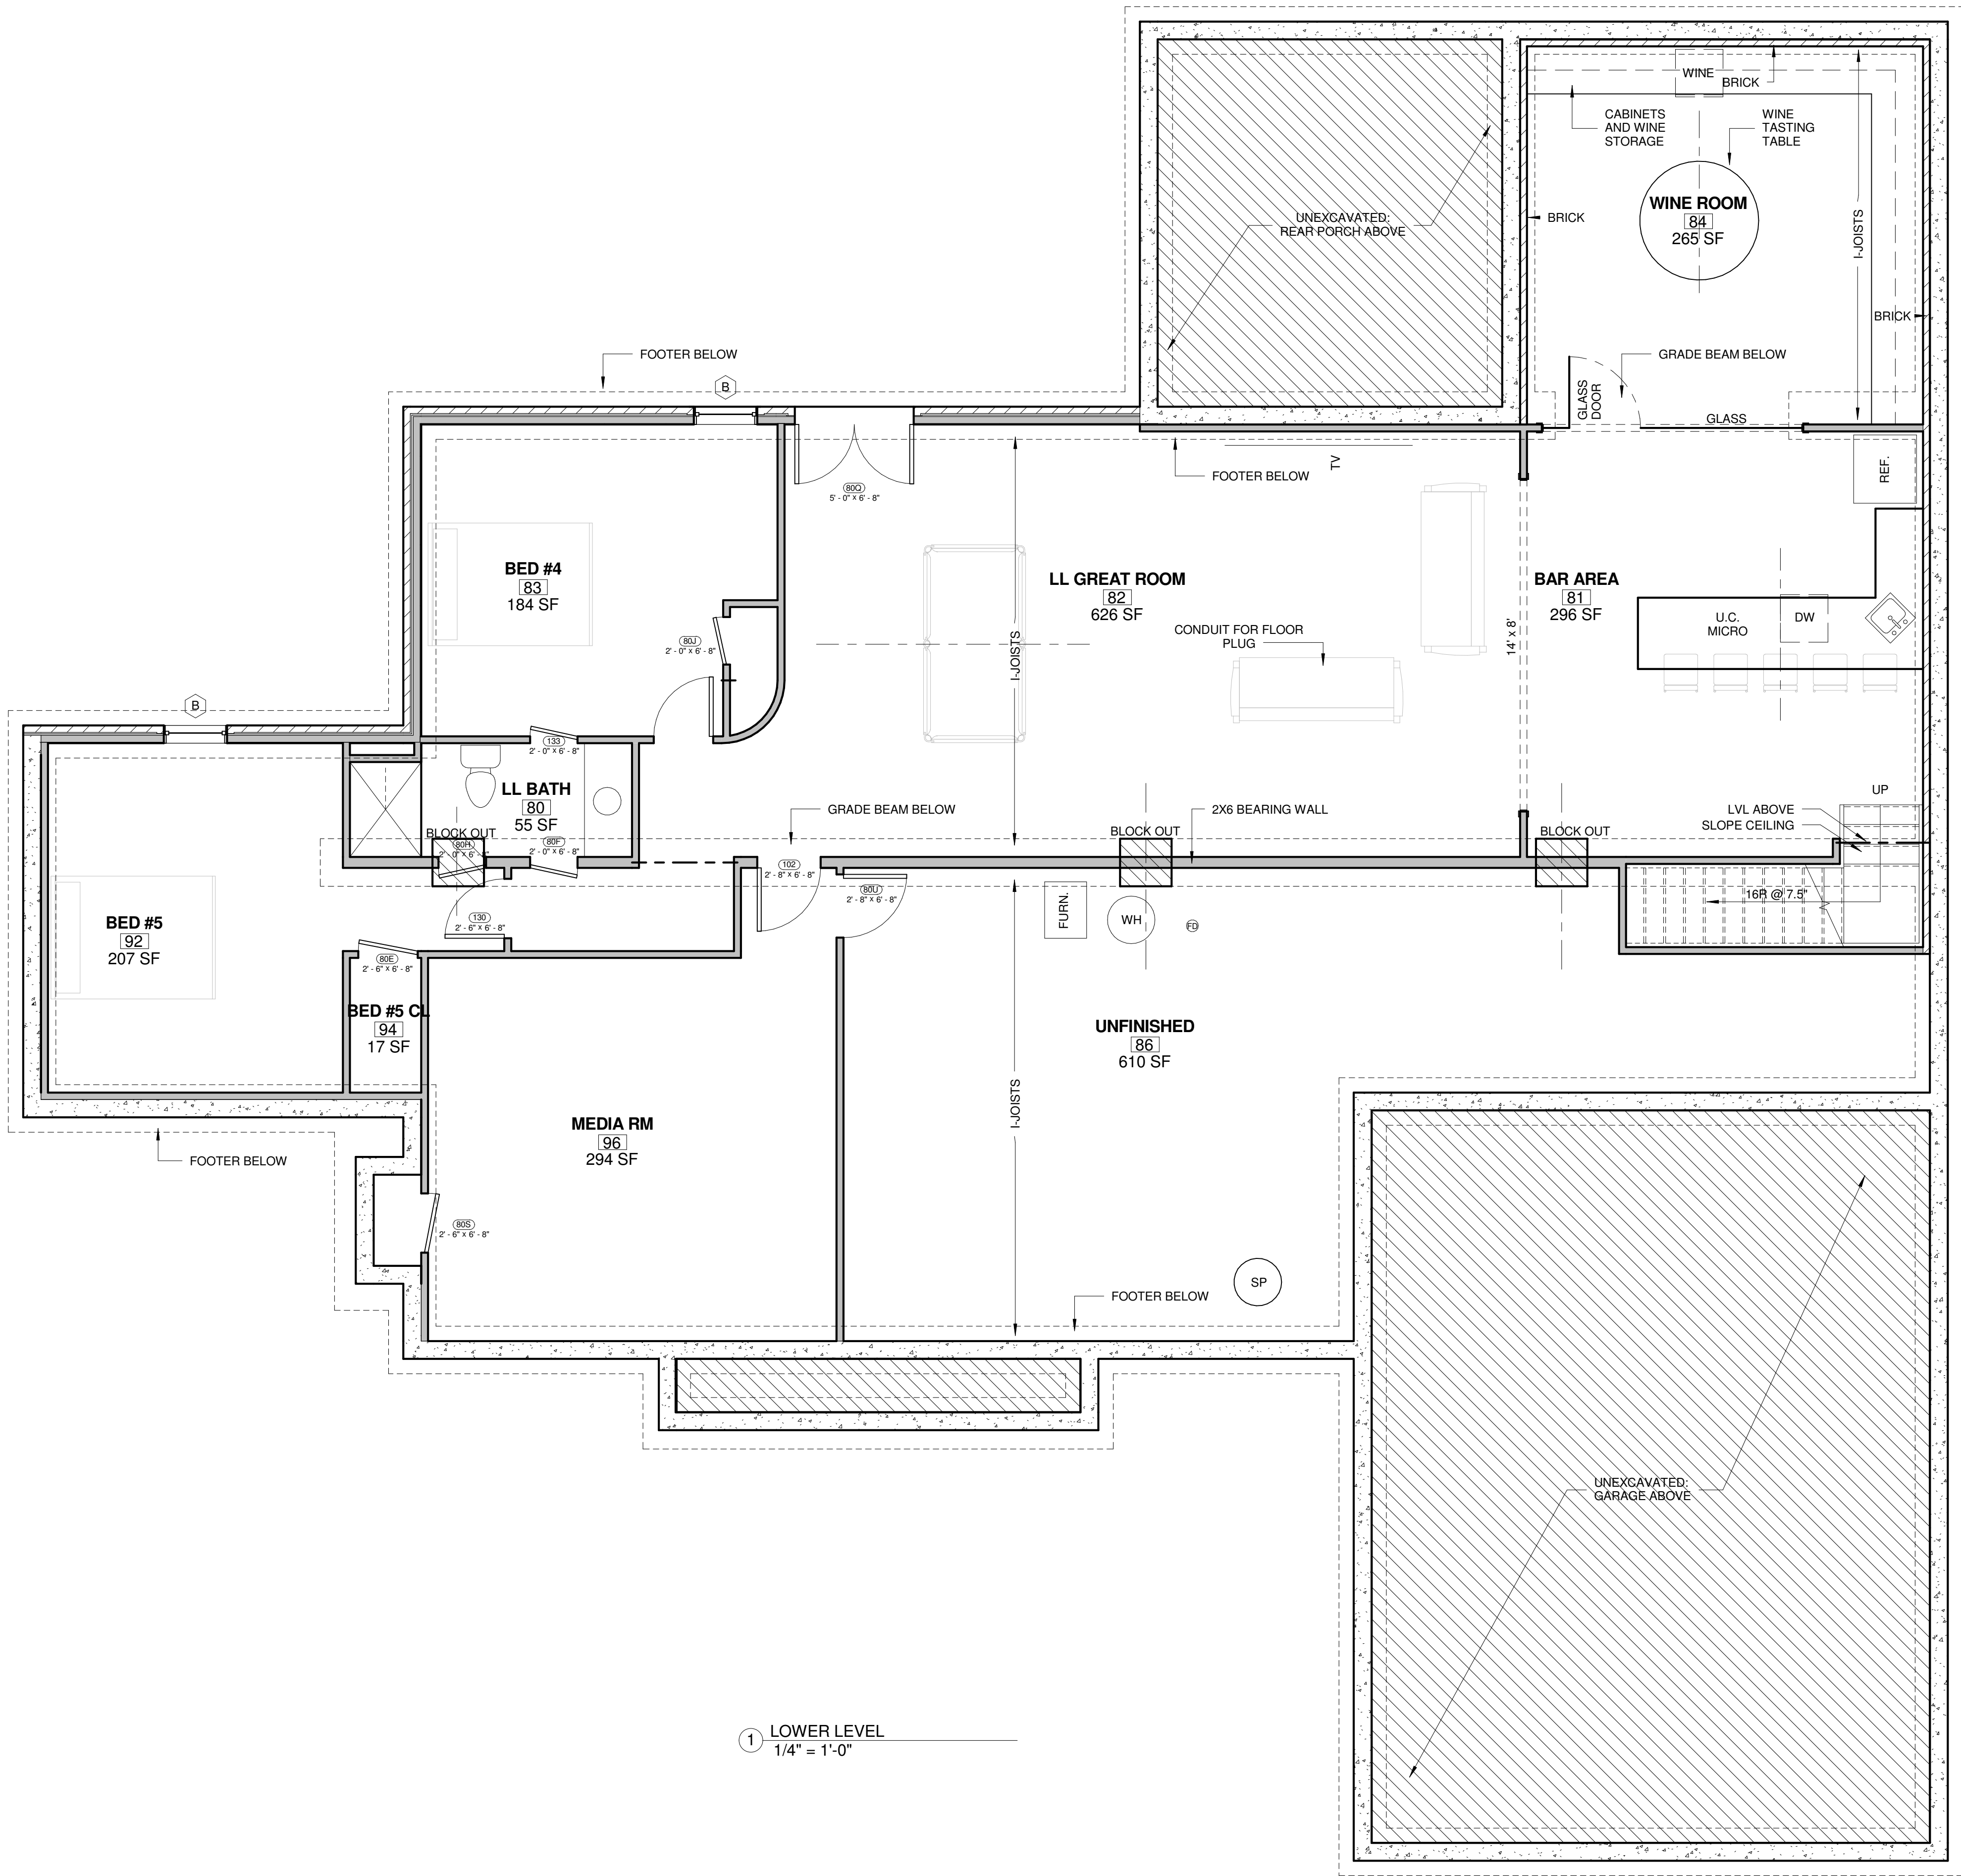 WINE
BRICK
CABINETS
AND WINE
STORAGE
WINE
TASTING
TABLE
WINE ROOM
84
265 SF
I-JOISTS
BRICK
UNEXCAVATED:
REAR PORCH ABOVE
BRICK
FOOTER BELOW
GRADE BEAM BELOW
B
GLASS
DOOR
GLASS
FOOTER BELOW
TV
REF.
80Q
5' - 0" x 6' - 8"
BED #4
83
184 SF
LL GREAT ROOM
82
626 SF
BAR AREA
81
296 SF
U.C.
MICRO
DW
CONDUIT FOR FLOOR
PLUG
14' x 8'
I-JOISTS
80J
2' - 0" x 6' - 8"
B
133
2' - 0" x 6' - 8"
LL BATH
80
55 SF
UP
GRADE BEAM BELOW
2X6 BEARING WALL
LVL ABOVE
SLOPE CEILING
BLOCK OUT
BLOCK OUT
BLOCK OUT
80H
2' - 0" x 6' - 8"
80F
2' - 0" x 6' - 8"
102
2' - 8" x 6' - 8"
80U
2' - 8" x 6' - 8"
16R @ 7.5"
FURN.
WH
FD
130
2' - 6" x 6' - 8"
BED #5
92
207 SF
80E
2' - 6" x 6' - 8"
BED #5 CL
94
17 SF
UNFINISHED
86
610 SF
I-JOISTS
MEDIA RM
96
294 SF
FOOTER BELOW
80S
2' - 6" x 6' - 8"
SP
FOOTER BELOW
UNEXCAVATED:
GARAGE ABOVE
1
LOWER LEVEL
1/4" = 1'-0"